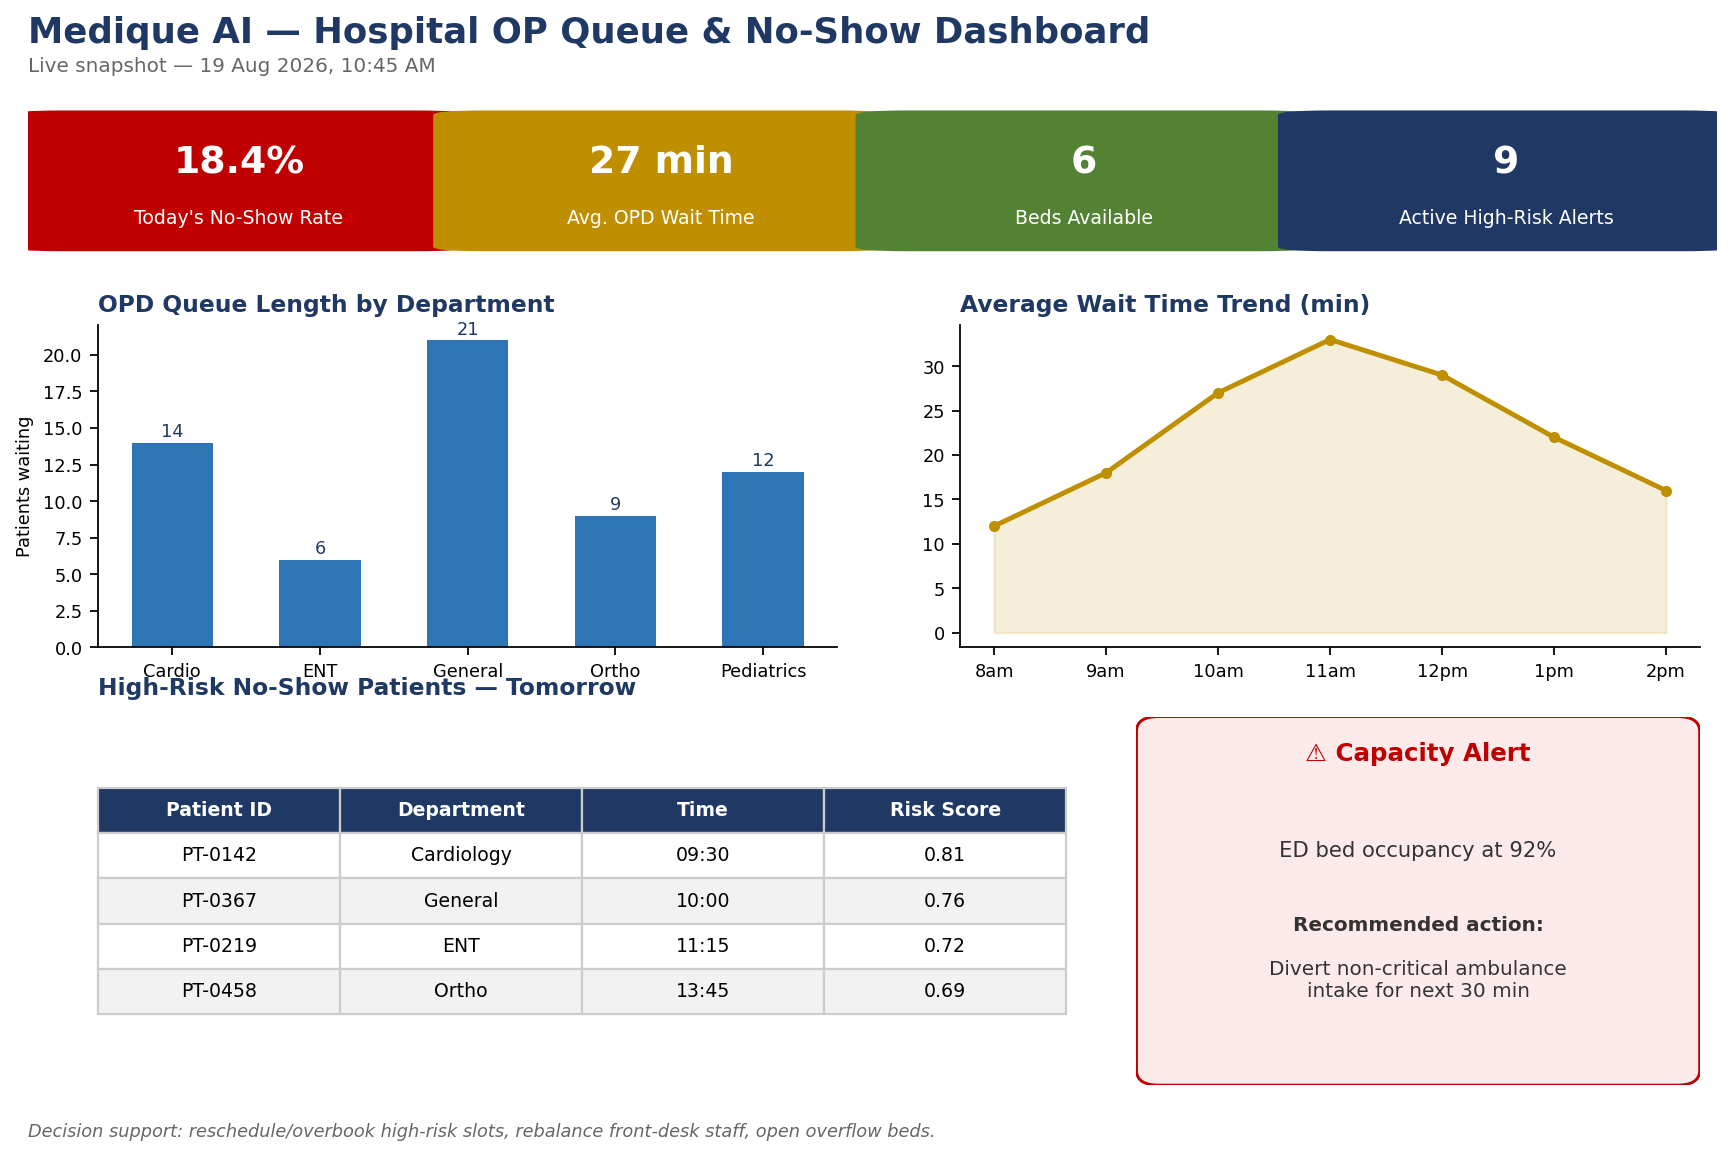 Medique AI — Hospital OP Queue & No-Show Dashboard
Live snapshot — 19 Aug 2026, 10:45 AM
18.4%
Today's No-Show Rate
27 min
Avg. OPD Wait Time
6
Beds Available
9
Active High-Risk Alerts
OPD Queue Length by Department
Patients waiting
20.0
17.5
15.0
12.5
10.0
7.5
5.0
2.5
0.0
14
6
21
9
12
Cardio ENT General Ortho Pediatrics
Average Wait Time Trend (min)
30
25
20
15
10
5
0
8am 9am 10am 11am 12pm 1pm 2pm
High-Risk No-Show Patients — Tomorrow
Patient ID Department Time Risk Score
PT-0142 Cardiology 09:30 0.81
PT-0367 General 10:00 0.76
PT-0219 ENT 11:15 0.72
PT-0458 Ortho 13:45 0.69
⚠ Capacity Alert
ED bed occupancy at 92%
Recommended action:
Divert non-critical ambulance
intake for next 30 min
Decision support: reschedule/overbook high-risk slots, rebalance front-desk staff, open overflow beds.